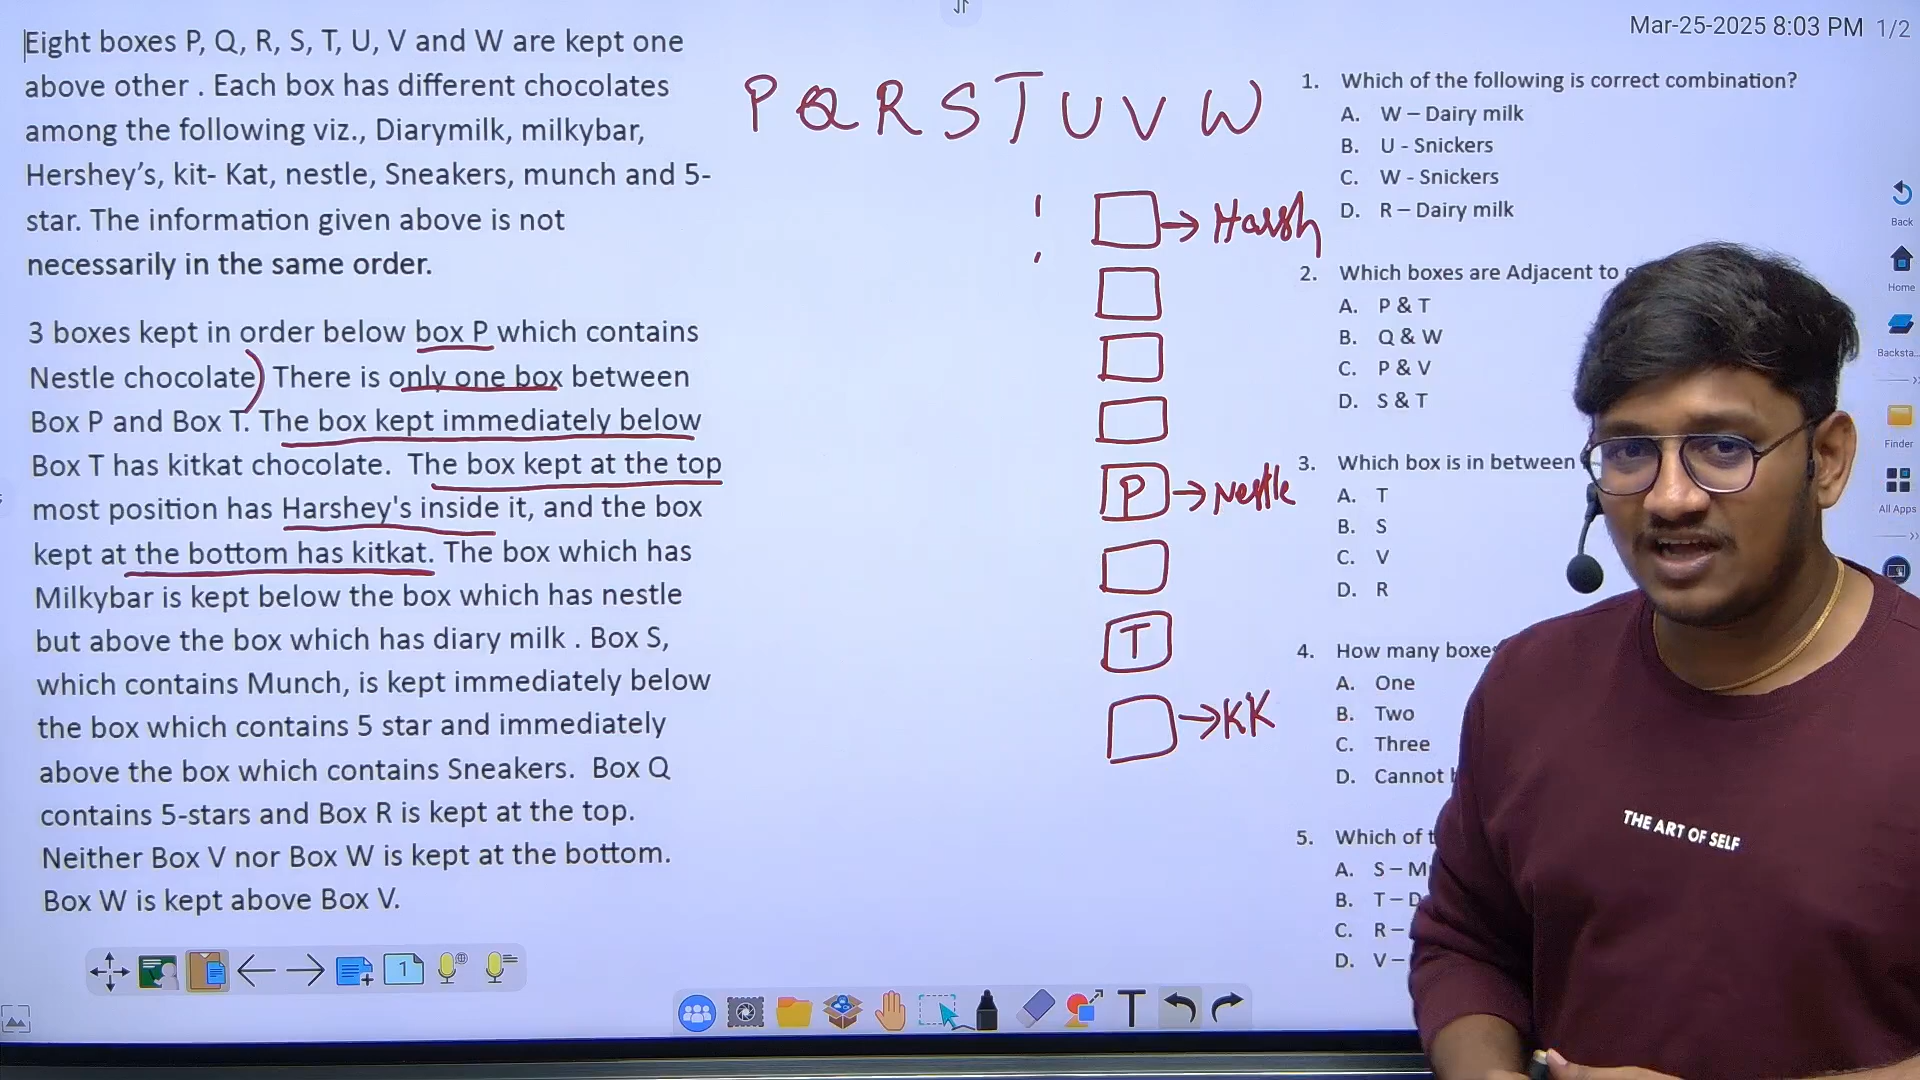 Mar-25-2025 8:03 PM 1/2
Eight boxes P, Q, R, S, T, U, V and W are kept one
above other . Each box has different chocolates
among the following viz., Diarymilk, milkybar,
Hershey’s, kit- Kat, nestle, Sneakers, munch and 5-
star. The information given above is not
necessarily in the same order.
3 boxes kept in order below box P which contains
Nestle chocolate) There is only one box between
Box P and Box T. The box kept immediately below
Box T has kitkat chocolate. The box kept at the top
most position has Harshey's inside it, and the box
kept at the bottom has kitkat. The box which has
Milkybar is kept below the box which has nestle
but above the box which has diary milk . Box S,
which contains Munch, is kept immediately below
the box which contains 5 star and immediately
above the box which contains Sneakers. Box Q
contains 5-stars and Box R is kept at the top.
Neither Box V nor Box W is kept at the bottom.
Box W is kept above Box V.
P Q R S T U V W
→ Harsh
P → Nestle
T
→ KK
1. Which of the following is correct combination?
A. W – Dairy milk
B. U - Snickers
C. W - Snickers
D. R – Dairy milk
2. Which boxes are Adjacent to
A. P & T
B. Q & W
C. P & V
D. S & T
3. Which box is in between
A. T
B. S
C. V
D. R
4. How many boxes
A. One
B. Two
C. Three
D. Cannot
5. Which of
A. S – M
B. T – D
C. R –
D. V –
Back
Home
Backsta...
Finder
All Apps
1
T
THE ART OF SELF